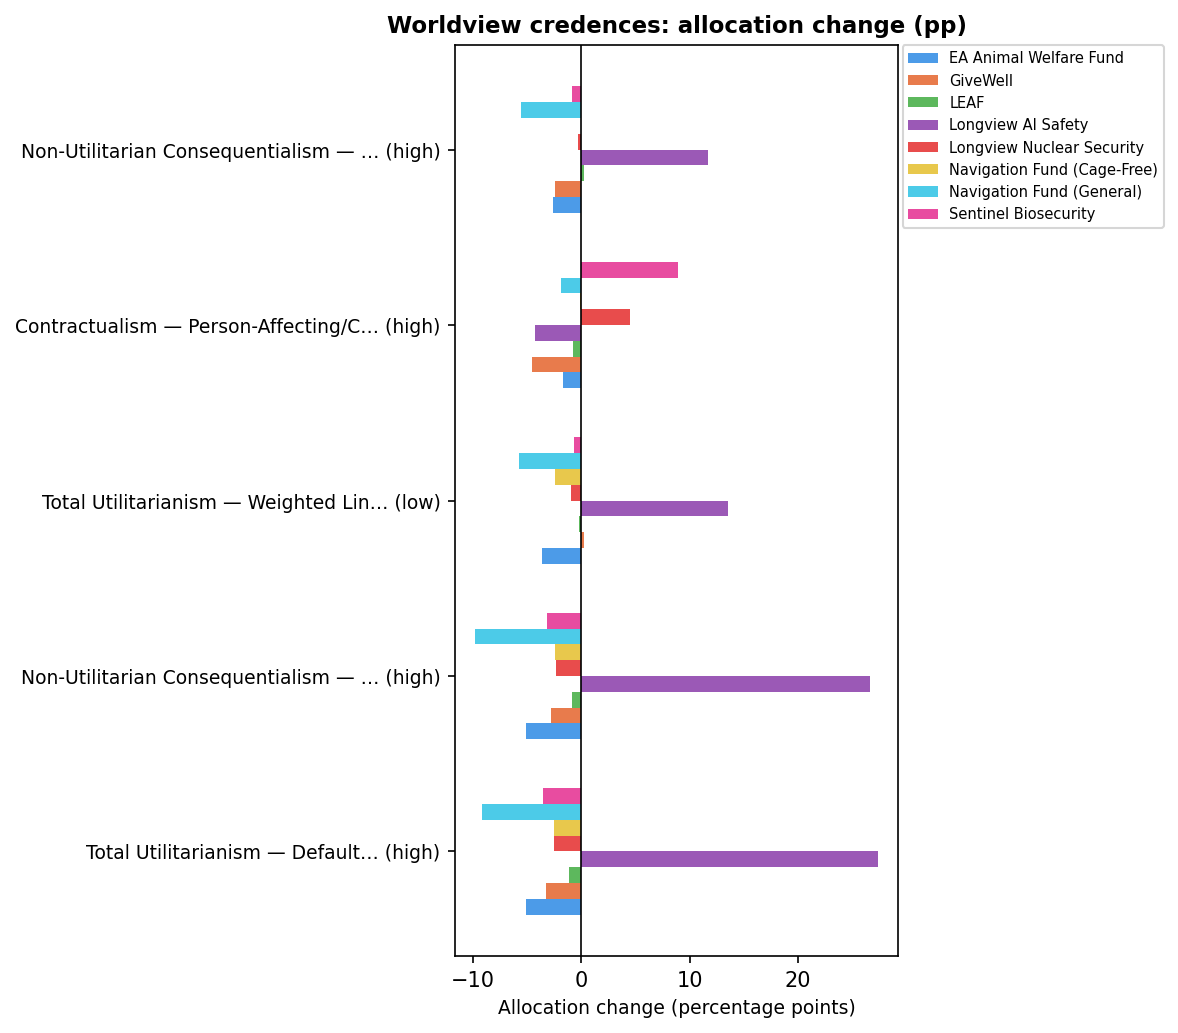 Worldview credences: allocation change (pp)
EA Animal Welfare Fund
GiveWell
LEAF
Longview AI Safety
Longview Nuclear Security
Navigation Fund (Cage-Free)
Navigation Fund (General)
Sentinel Biosecurity
Non-Utilitarian Consequentialism — … (high)
Contractualism — Person-Affecting/C… (high)
Total Utilitarianism — Weighted Lin… (low)
Non-Utilitarian Consequentialism — … (high)
Total Utilitarianism — Default… (high)
−10 0 10 20
Allocation change (percentage points)